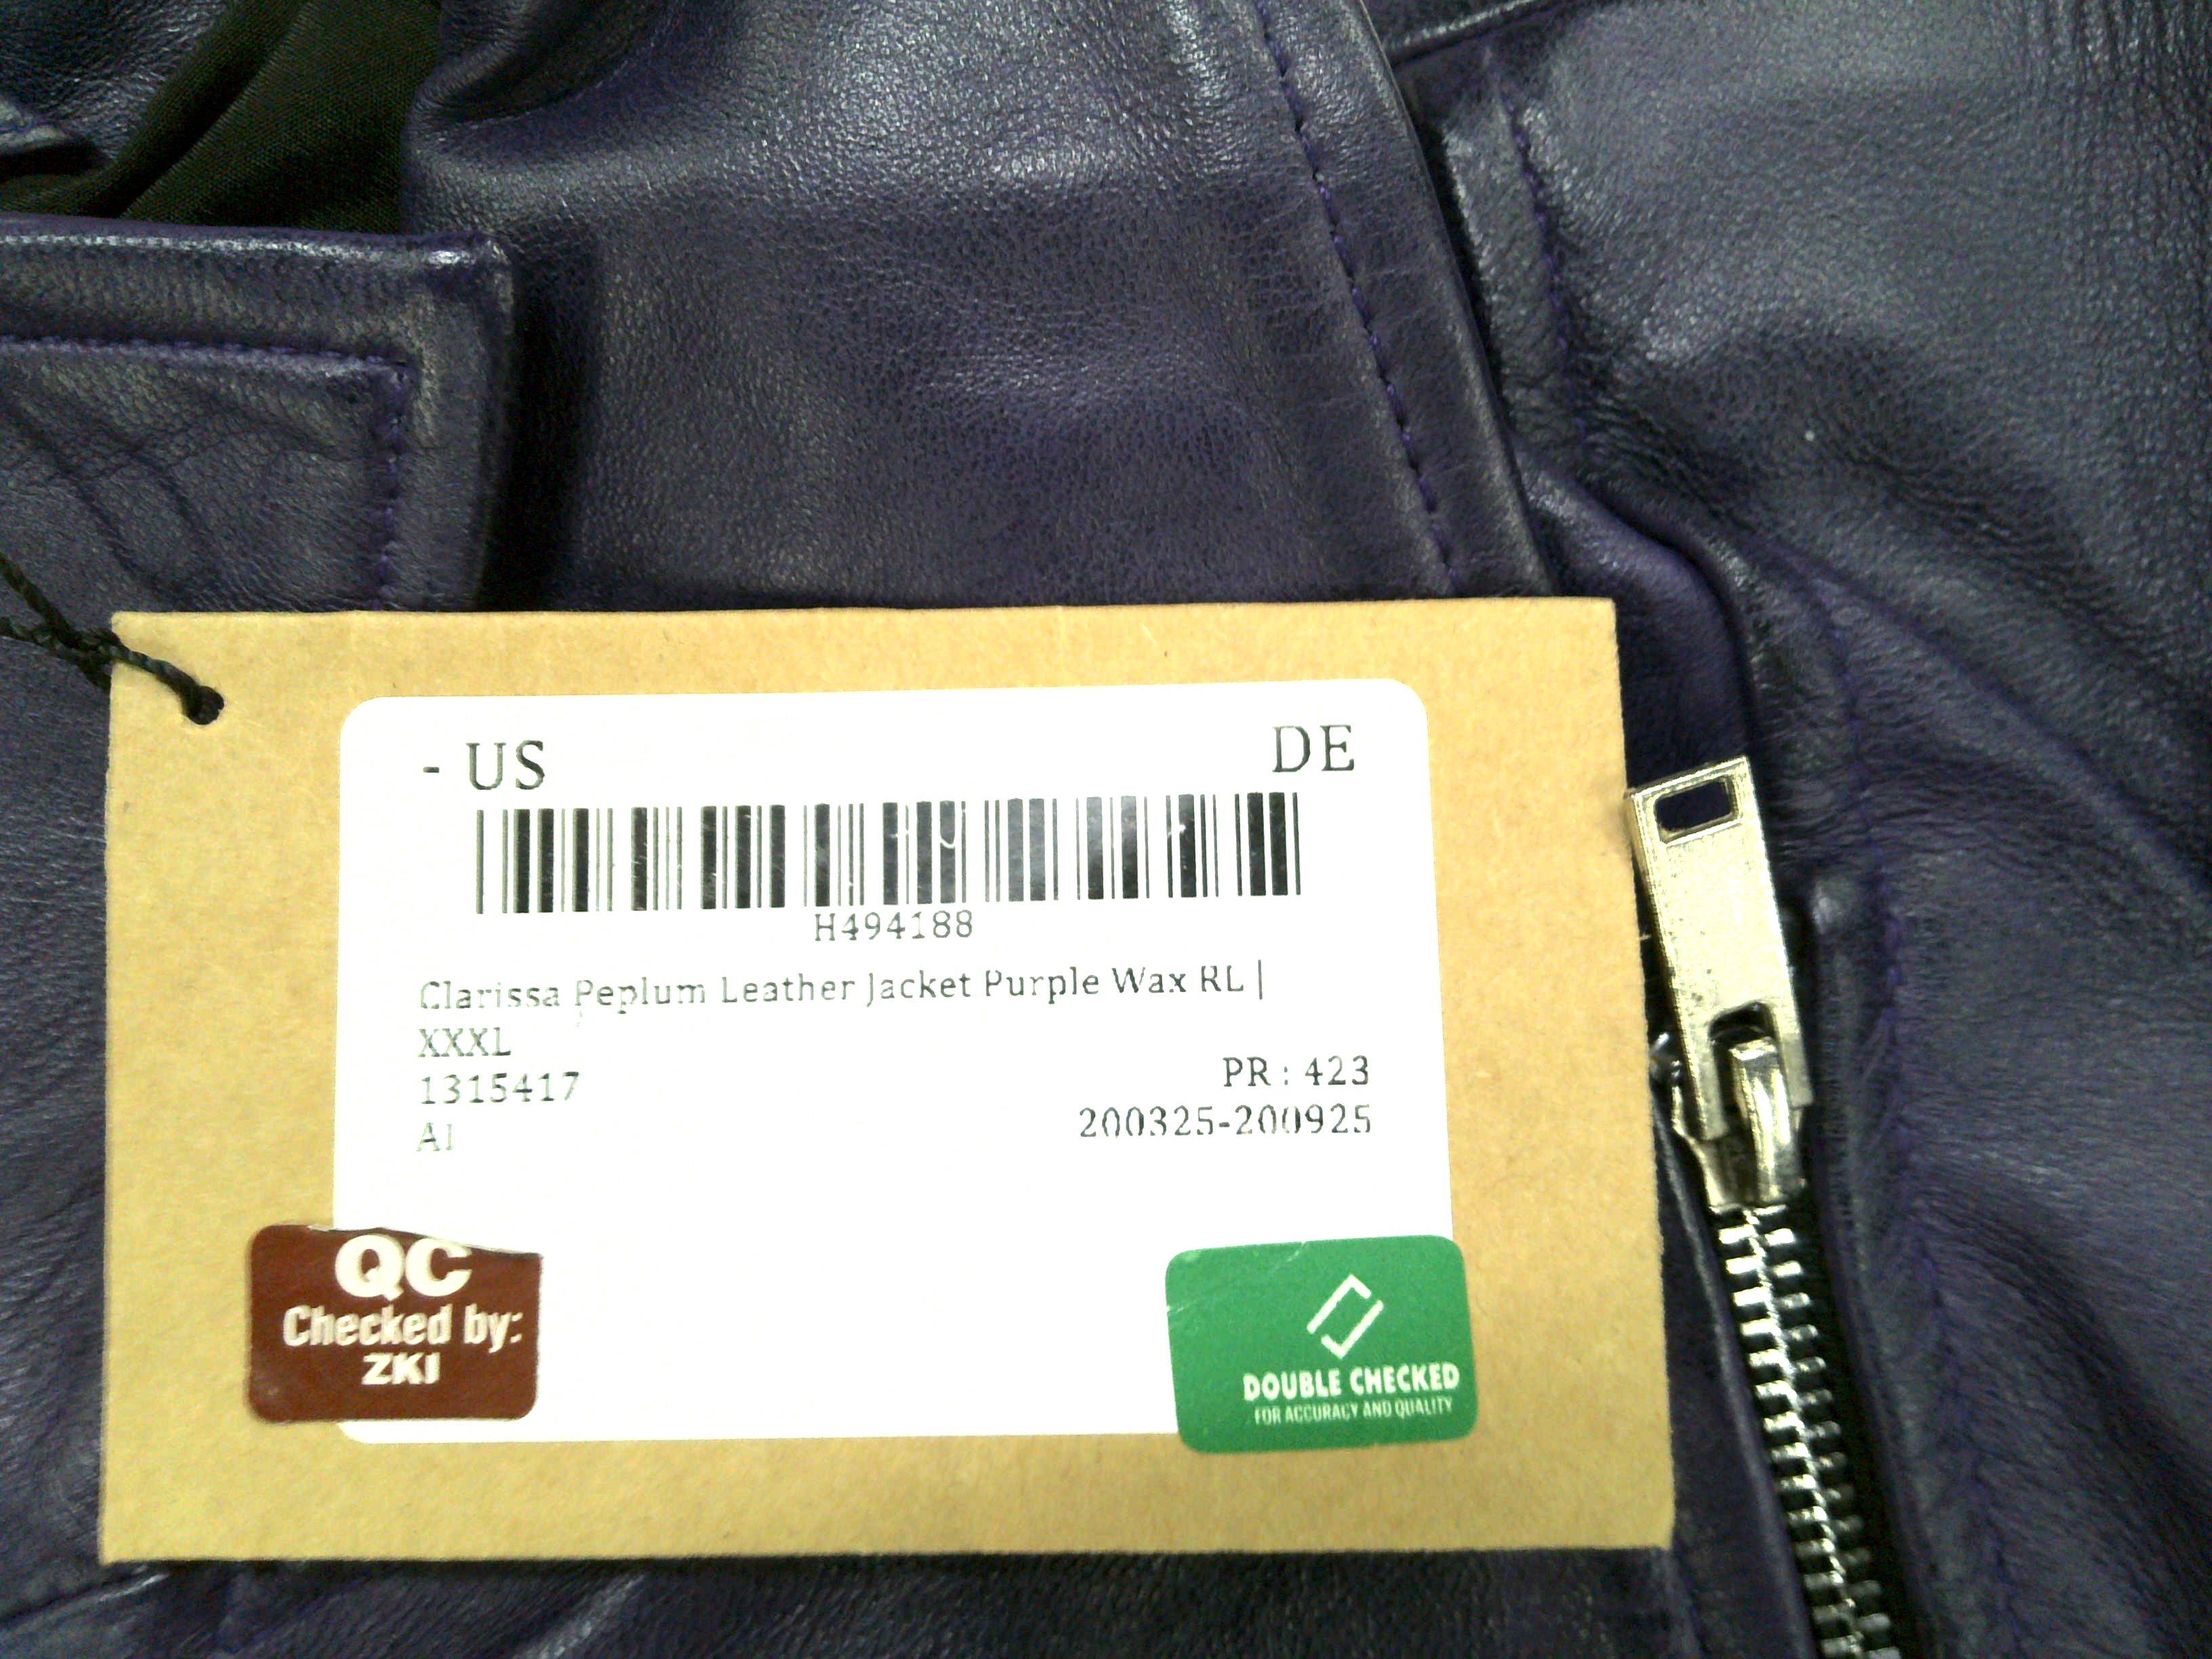 - US DE
H494188
Clarissa Peplum Leather Jacket Purple Wax RL |
XXXL
1315417
PR : 423
AI
200325-200925
QC
Checked by:
ZKI
DOUBLE CHECKED
FOR ACCURACY AND QUALITY